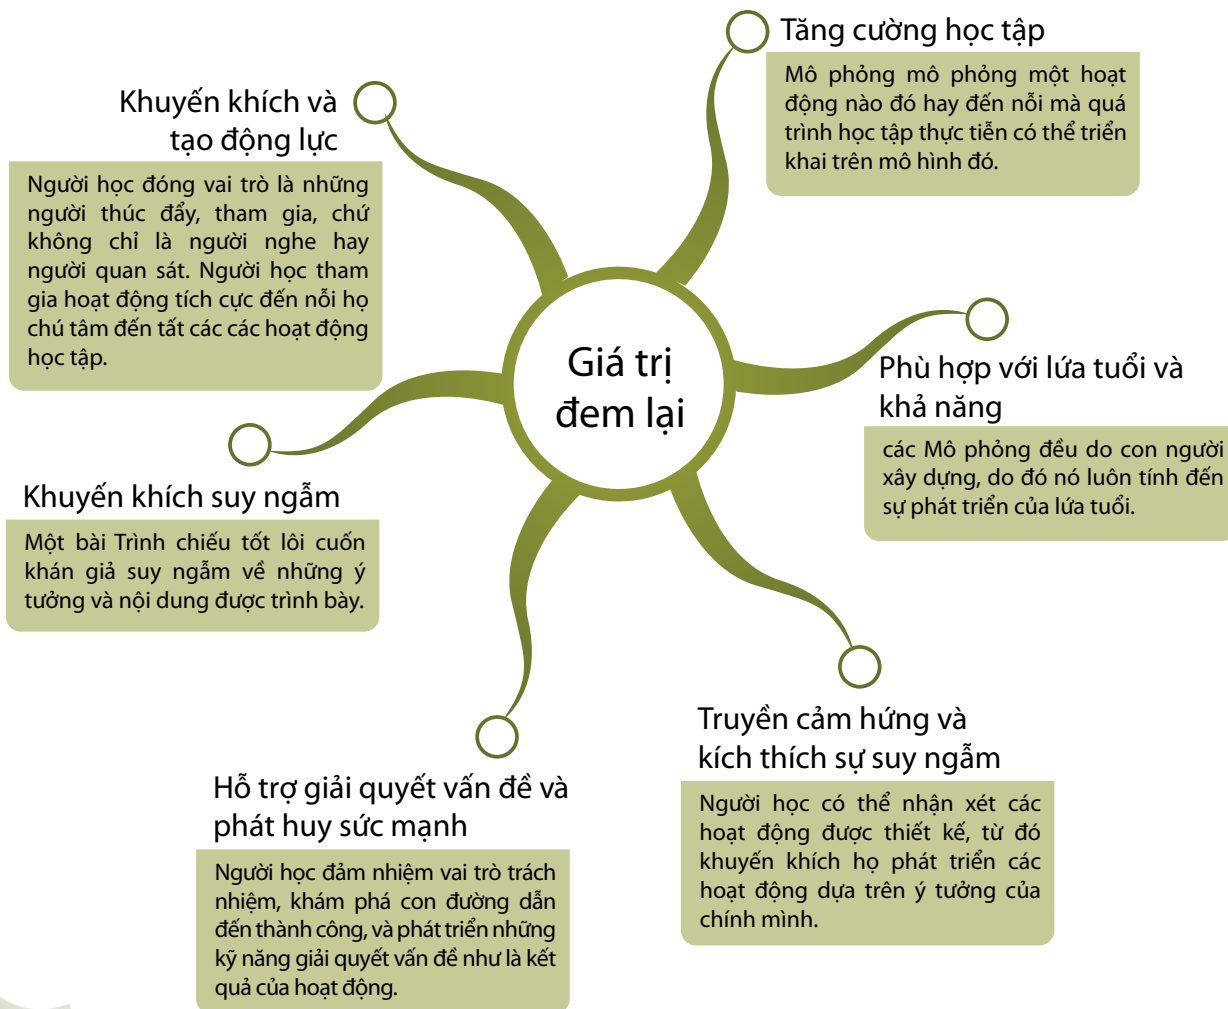 Tăng cường học tập
Mô phỏng mô phỏng một hoạt
động nào đó hay đến nỗi mà quá
trình học tập thực tiễn có thể triển
khai trên mô hình đó.
Khuyến khích và
tạo động lực
Người học đóng vai trò là những
người thúc đẩy, tham gia, chứ
không chỉ là người nghe hay
người quan sát. Người học tham
gia hoạt động tích cực đến nỗi họ
chú tâm đến tất các các hoạt động
học tập.
Giá trị
đem lại
Phù hợp với lứa tuổi và
khả năng
các Mô phỏng đều do con người
xây dựng, do đó nó luôn tính đến
sự phát triển của lứa tuổi.
Khuyến khích suy ngẫm
Một bài Trình chiếu tốt lôi cuốn
khán giả suy ngẫm về những ý
tưởng và nội dung được trình bày.
Truyền cảm hứng và
kích thích sự suy ngẫm
Người học có thể nhận xét các
hoạt động được thiết kế, từ đó
khuyến khích họ phát triển các
hoạt động dựa trên ý tưởng của
chính mình.
Hỗ trợ giải quyết vấn đề và
phát huy sức mạnh
Người học đảm nhiệm vai trò trách
nhiệm, khám phá con đường dẫn
đến thành công, và phát triển những
kỹ năng giải quyết vấn đề như là kết
quả của hoạt động.